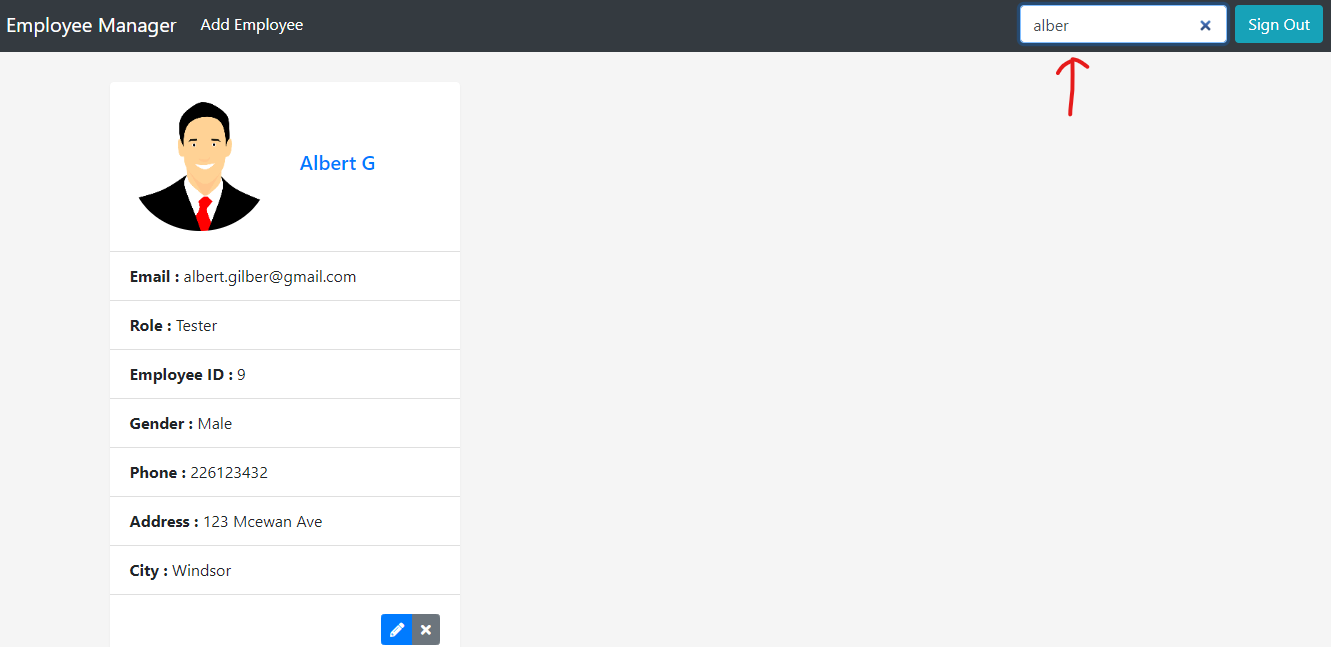 Employee Manager Add Employee alber Sign Out
Albert G
Email : albert.gilber@gmail.com
Role : Tester
Employee ID : 9
Gender : Male
Phone : 226123432
Address : 123 Mcewan Ave
City : Windsor